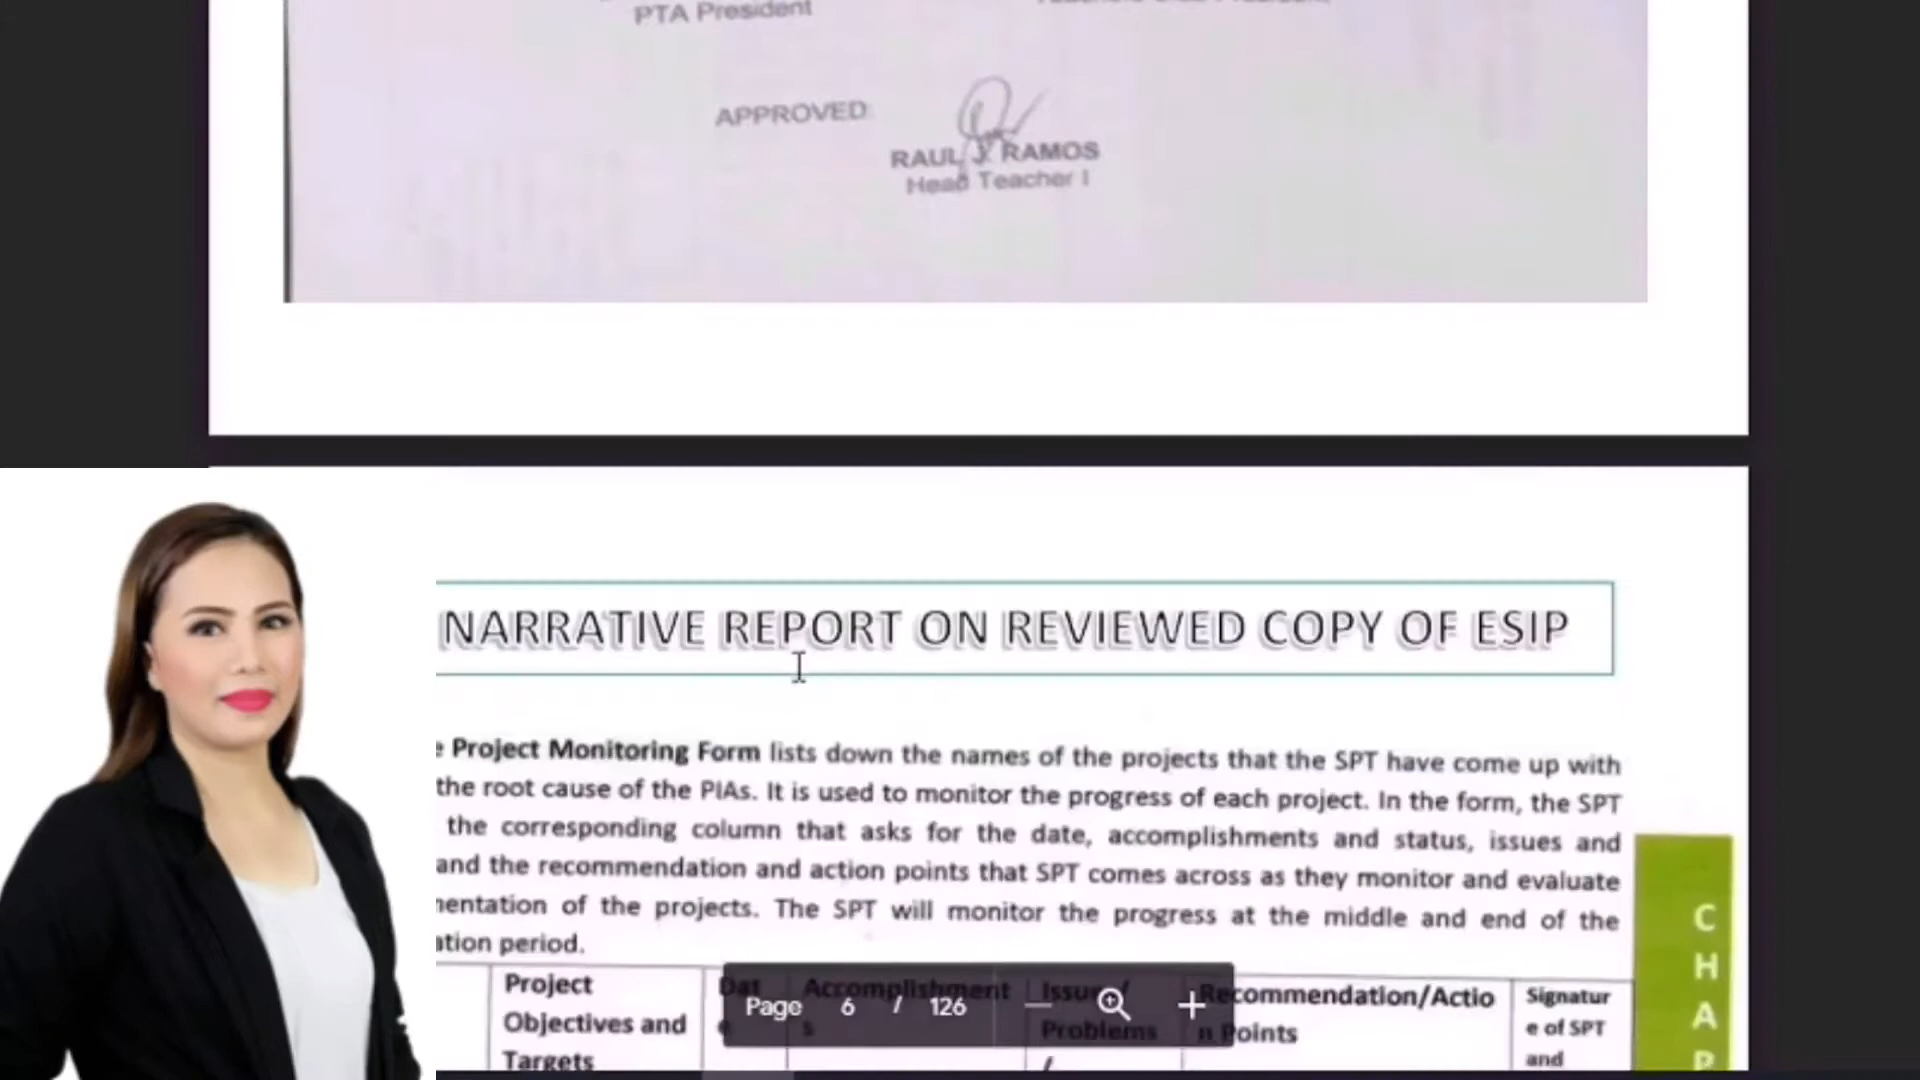 PTA President
APPROVED:
RAUL J. RAMOS
Head Teacher I
NARRATIVE REPORT ON REVIEWED COPY OF ESIP
Project Monitoring Form lists down the names of the projects that the SPT have come up with
the root cause of the PIAs. It is used to monitor the progress of each project. In the form, the SPT
the corresponding column that asks for the date, accomplishments and status, issues and
and the recommendation and action points that SPT comes across as they monitor and evaluate
mentation of the projects. The SPT will monitor the progress at the middle and end of the
ation period.
Project
Objectives and
Targets
Dat
e
Accomplishment
s
Issues /
Problems
/
Recommendation/Actio
n Points
Signatur
e of SPT
and
Page 6 / 126
C
H
A
P